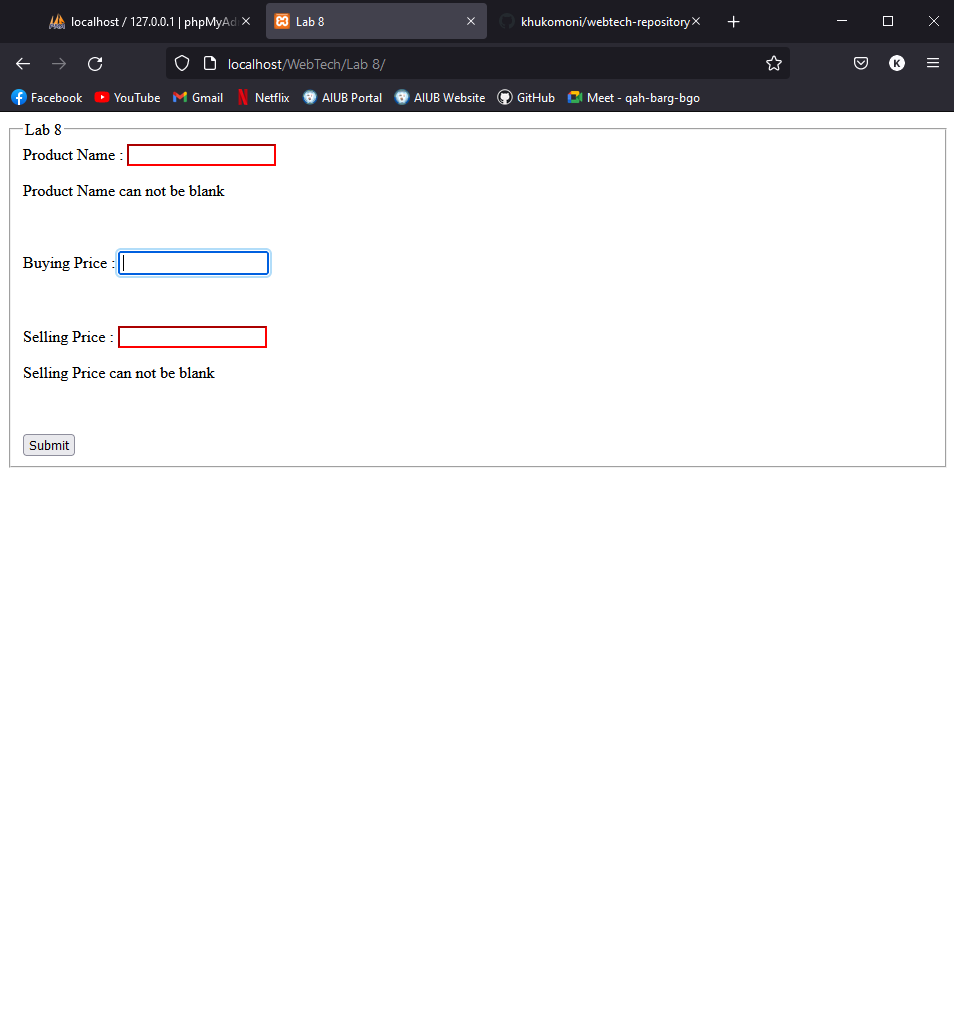 localhost / 127.0.0.1 | phpMyAd
Lab 8
khukomoni/webtech-repository
localhost/WebTech/Lab 8/
K
Facebook YouTube Gmail Netflix AIUB Portal AIUB Website GitHub Meet - qah-barg-bgo
Lab 8
Product Name :
Product Name can not be blank
Buying Price :
Selling Price :
Selling Price can not be blank
Submit